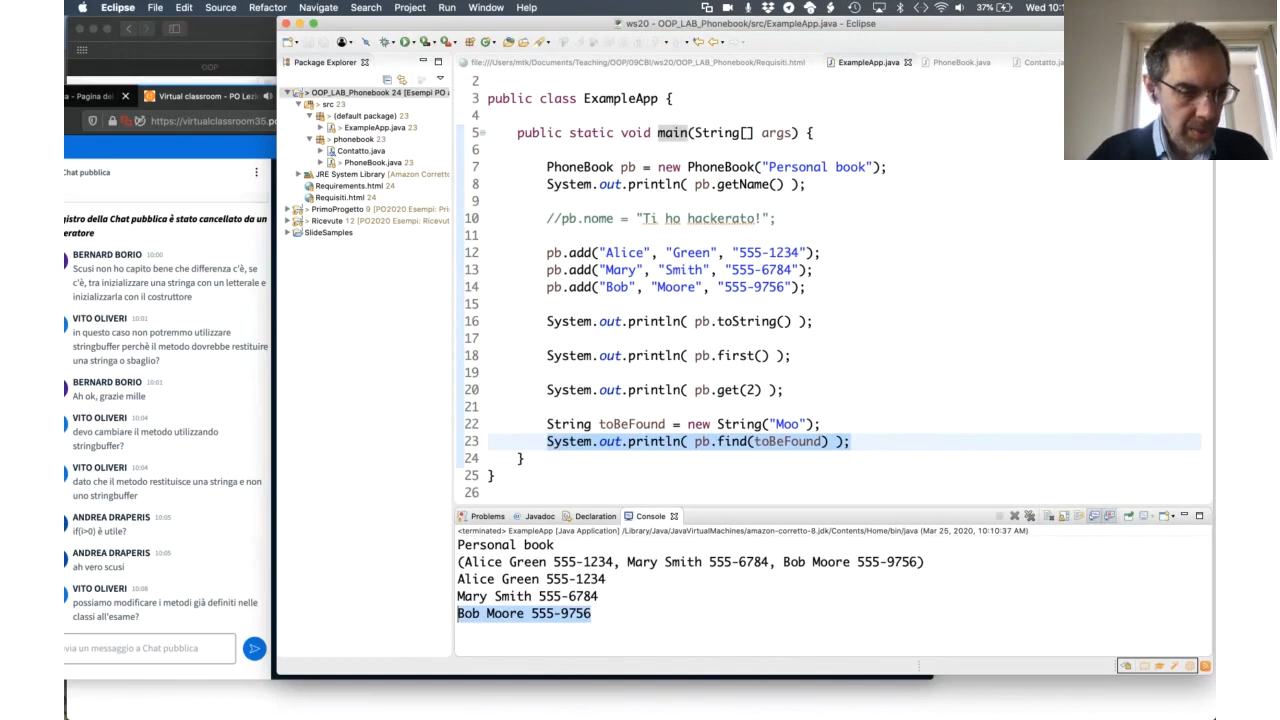 Eclipse File Edit Source Refactor Navigate Search Project Run Window Help
37% Wed 10:1
ws20 - OOP_LAB_Phonebook/src/ExampleApp.java - Eclipse
OOP
a - Pagina del
Virtual classroom - PO Lezi
https://virtualclassroom35.po
Chat pubblica
gistro della Chat pubblica è stato cancellato da un
eratore
BERNARD BORIO 10:00
Scusi non ho capito bene che differenza c'è, se
c'è, tra inizializzare una stringa con un letterale e
inizializzarla con il costruttore
VITO OLIVERI 10:01
in questo caso non potremmo utilizzare
stringbuffer perchè il metodo dovrebbe restituire
una stringa o sbaglio?
BERNARD BORIO 10:01
Ah ok, grazie mille
VITO OLIVERI 10:04
devo cambiare il metodo utilizzando
stringbuffer?
VITO OLIVERI 10:04
dato che il metodo restituisce una stringa e non
uno stringbuffer
ANDREA DRAPERIS 10:05
if(i>0) è utile?
ANDREA DRAPERIS 10:05
ah vero scusi
VITO OLIVERI 10:08
possiamo modificare i metodi già definiti nelle
classi all'esame?
via un messaggio a Chat pubblica
Package Explorer
> OOP_LAB_Phonebook 24 [Esempi PO
> src 23
> (default package) 23
> ExampleApp.java 23
> phonebook 23
Contatto.java
> PhoneBook.java 23
JRE System Library [Amazon Corretto
Requirements.html 24
Requisiti.html 24
> PrimoProgetto 9 [PO2020 Esempi: P
> Ricevute 12 [PO2020 Esempi: Ricevut
SlideSamples
file:///Users/mtk/Documents/Teaching/OOP/09CBI/ws20/OOP_LAB_Phonebook/Requisiti.html
ExampleApp.java
PhoneBook.java
Contatto.ja
2
3 public class ExampleApp {
4
5 public static void main(String[] args) {
6
7 PhoneBook pb = new PhoneBook("Personal book");
8 System.out.println( pb.getName() );
9
10 //pb.nome = "Ti ho hackerato!";
11
12 pb.add("Alice", "Green", "555-1234");
13 pb.add("Mary", "Smith", "555-6784");
14 pb.add("Bob", "Moore", "555-9756");
15
16 System.out.println( pb.toString() );
17
18 System.out.println( pb.first() );
19
20 System.out.println( pb.get(2) );
21
22 String toBeFound = new String("Moo");
23 System.out.println( pb.find(toBeFound) );
24 }
25 }
26
Problems Javadoc Declaration Console
<terminated> ExampleApp [Java Application] /Library/Java/JavaVirtualMachines/amazon-corretto-8.jdk/Contents/Home/bin/java (Mar 25, 2020, 10:10:37 AM)
Personal book
(Alice Green 555-1234, Mary Smith 555-6784, Bob Moore 555-9756)
Alice Green 555-1234
Mary Smith 555-6784
Bob Moore 555-9756